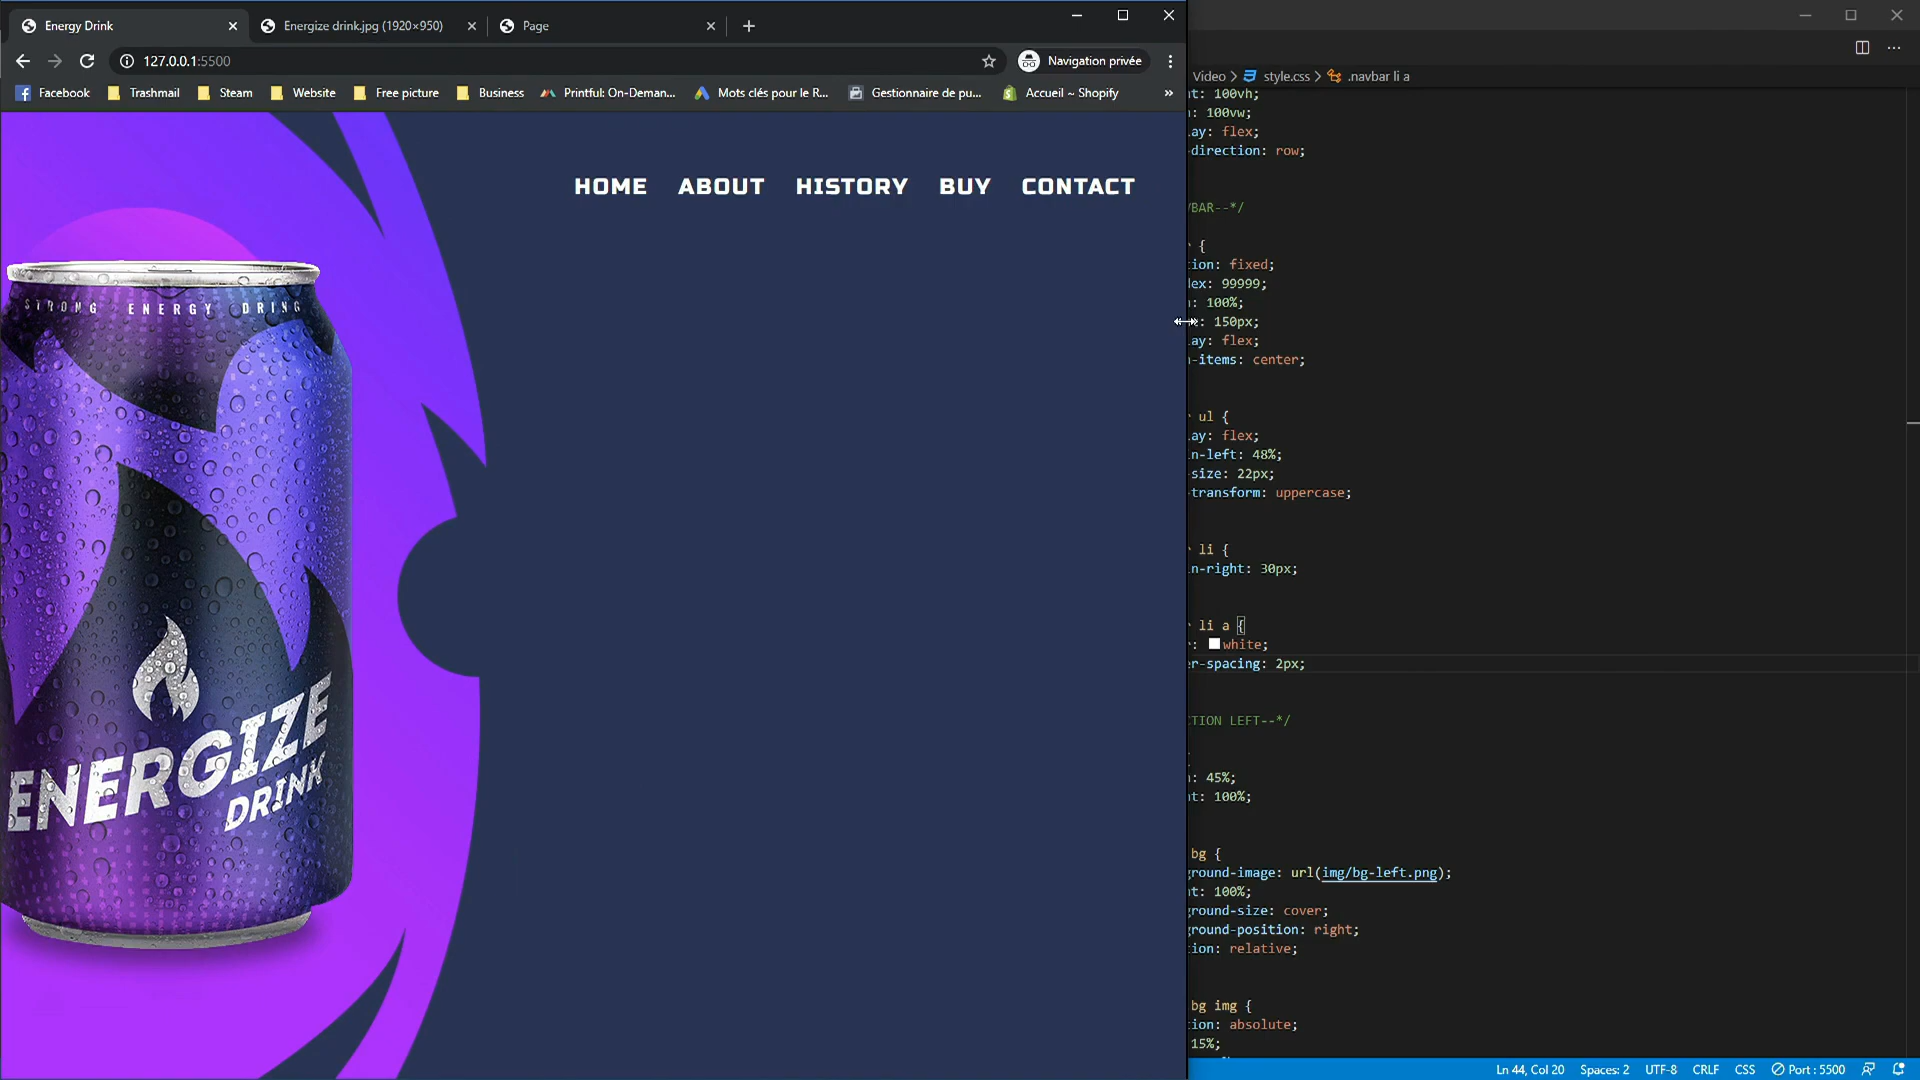 Energy Drink
Energize drink.jpg (1920×950)
Page
127.0.0.1:5500
Navigation privée
Facebook
Trashmail
Steam
Website
Free picture
Business
Printful: On-Deman...
Mots clés pour le R...
Gestionnaire de pu...
Accueil ~ Shopify
»
HOME
ABOUT
HISTORY
BUY
CONTACT
STRONG ENERGY DRING
ENERGIZE
DRINK
Video > style.css > .navbar li a
ht: 100vh;
: 100vw;
ay: flex;
-direction: row;
BAR--*/
{
ion: fixed;
ex: 99999;
: 100%;
: 150px;
ay: flex;
-items: center;
ul {
ay: flex;
n-left: 48%;
-size: 22px;
-transform: uppercase;
li {
n-right: 30px;
li a {
: white;
r-spacing: 2px;
TION LEFT--*/
: 45%;
ht: 100%;
bg {
round-image: url(img/bg-left.png);
ht: 100%;
round-size: cover;
round-position: right;
ion: relative;
bg img {
ion: absolute;
15%;
Ln 44, Col 20
Spaces: 2
UTF-8
CRLF
CSS
Port : 5500